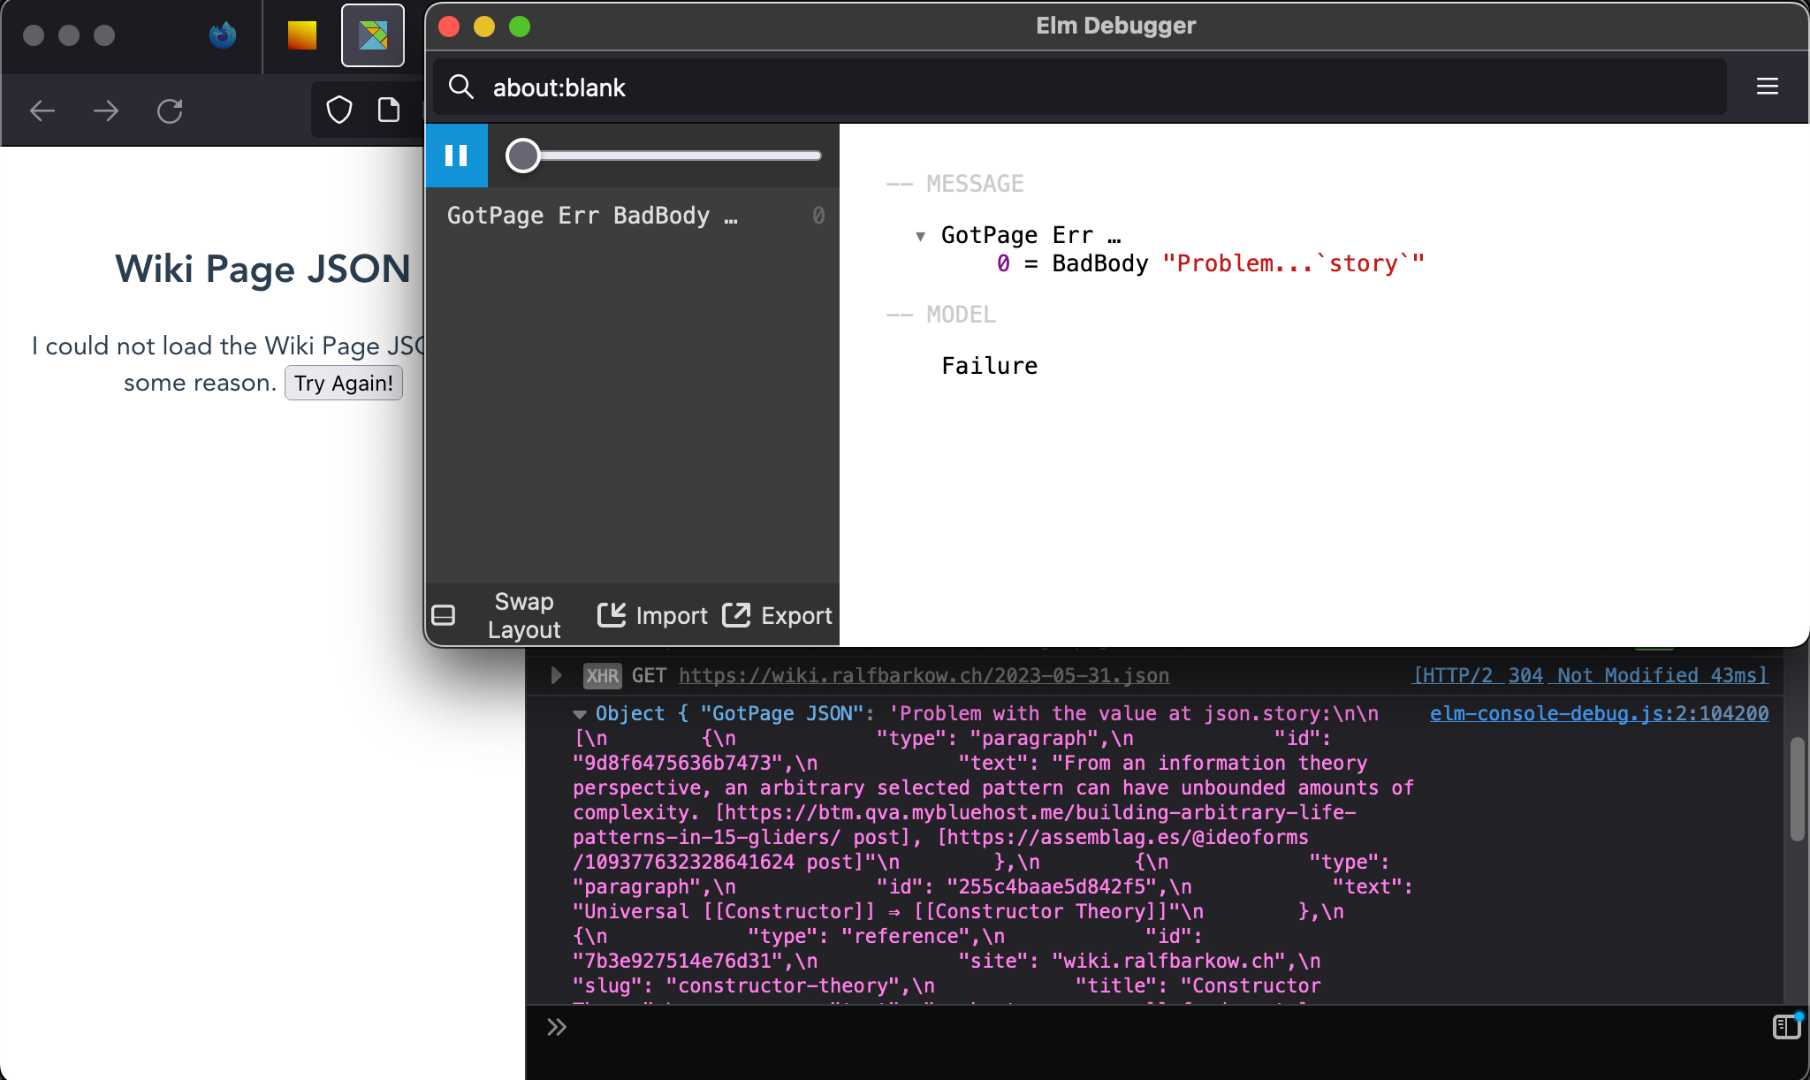 Elm Debugger
about:blank
GotPage Err BadBody … 0
Swap Layout
Import
Export
-- MESSAGE
▾ GotPage Err …
0 = BadBody "Problem...`story`"
-- MODEL
Failure
Wiki Page JSON
I could not load the Wiki Page
some reason. Try Again!
XHR GET https://wiki.ralfbarkow.ch/2023-05-31.json [HTTP/2 304 Not Modified 43ms]
Object { "GotPage JSON": 'Problem with the value at json.story:\n\n elm-console-debug.js:2:104200
[\n {\n "type": "paragraph",\n "id":
"9d8f6475636b7473",\n "text": "From an information theory
perspective, an arbitrary selected pattern can have unbounded amounts of
complexity. [https://btm.qva.mybluehost.me/building-arbitrary-life-
patterns-in-15-gliders/ post], [https://assemblag.es/@ideoforms
/109377632328641624 post]"\n },\n {\n "type":
"paragraph",\n "id": "255c4baae5d842f5",\n "text":
"Universal [[Constructor]] ⇒ [[Constructor Theory]]"\n },\n
{\n "type": "reference",\n "id":
"7b3e927514e76d31",\n "site": "wiki.ralfbarkow.ch",\n
"slug": "constructor-theory",\n "title": "Constructor